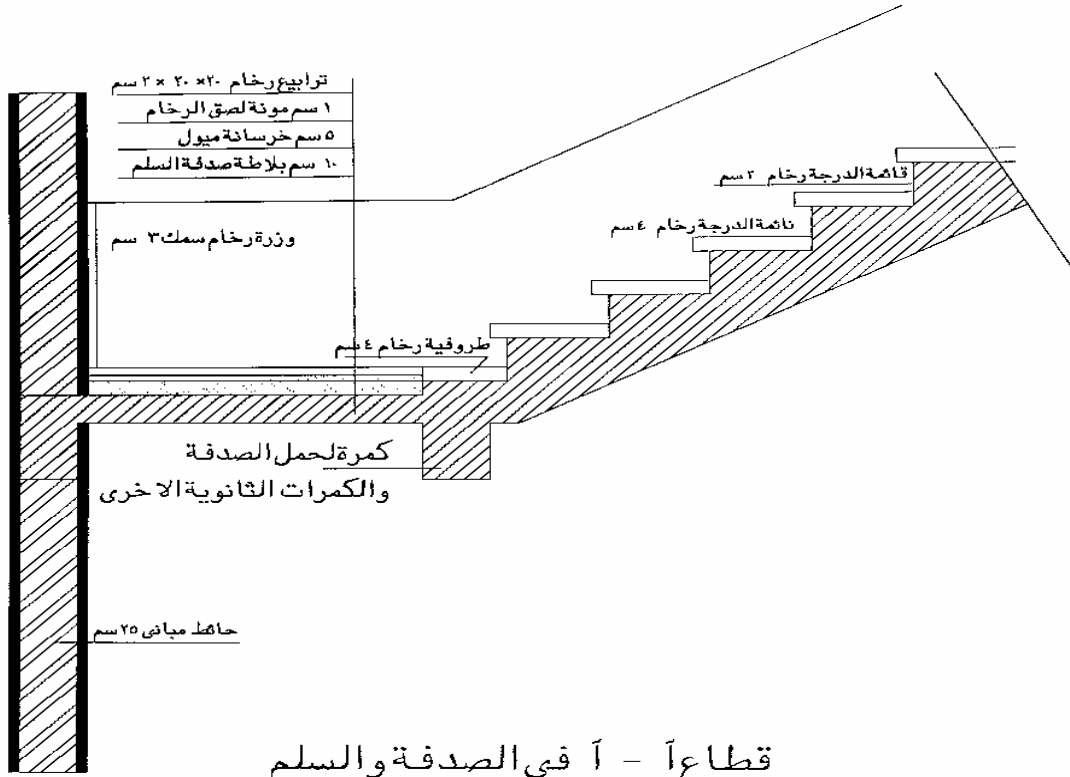 ترابيع رخام ٣٠ × ٣٠ × ٢ سم
١ سم مونة لصق الرخام
٥ سم خرسانة ميول
١٠ سم بلاطة صدفة السلم
قائمة الدرجة رخام ٢ سم
نائمة الدرجة رخام ٤ سم
وزرة رخام سمك ٣ سم
طروفية رخام ٤ سم
كمرة لحمل الصدفة
والكمرات الثانوية الاخرى
حائط مبانى ٢٥ سم
قطاع آ - آ فى الصدفة والسلم